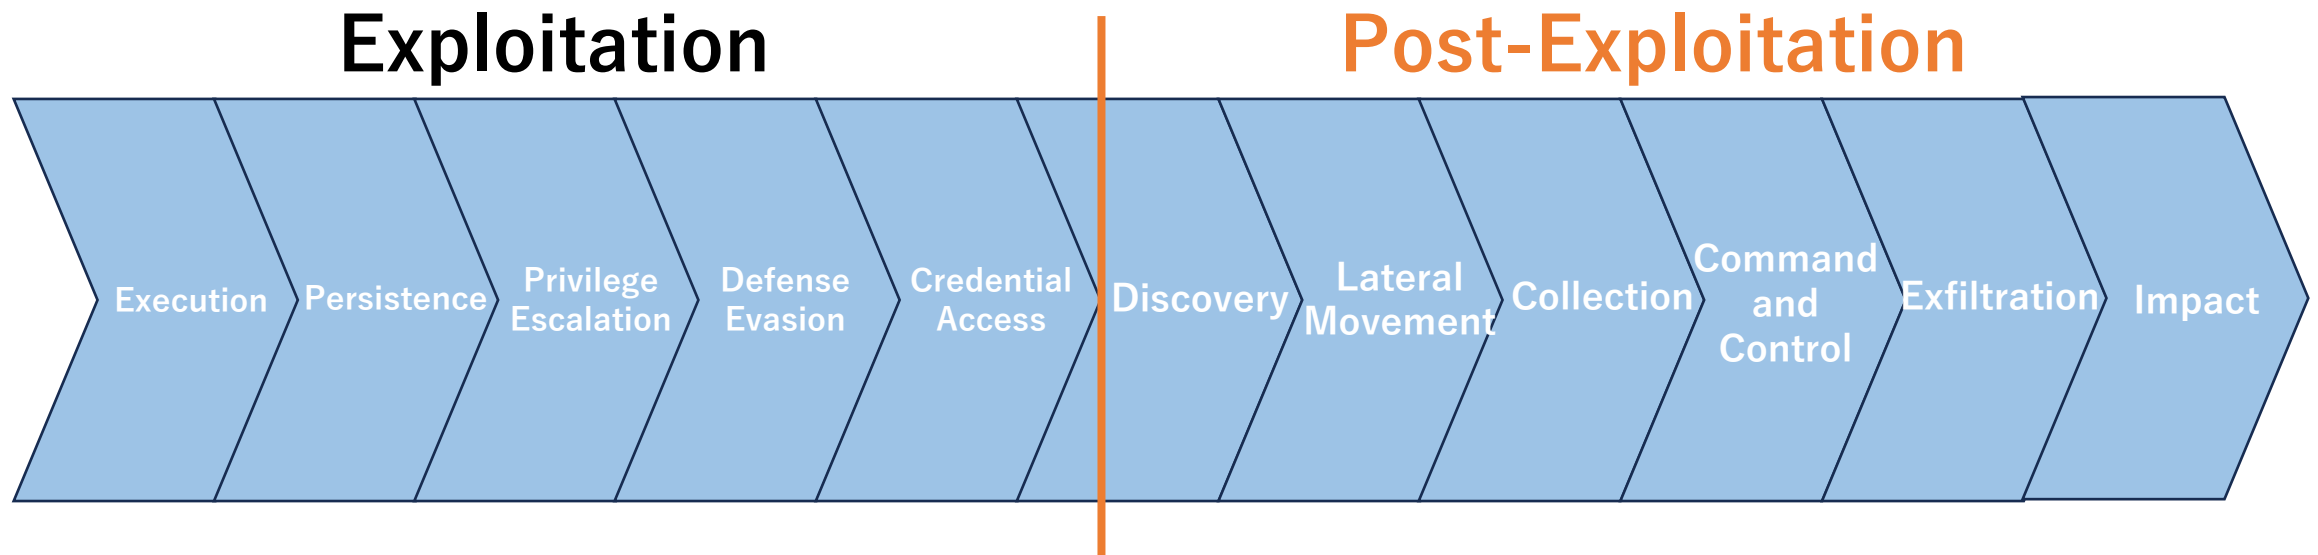 Exploitation
Post-Exploitation
Execution
Persistence
Privilege
Escalation
Defense
Evasion
Credential
Access
Discovery
Lateral
Movement
Collection
Command
and
Control
Exfiltration
Impact